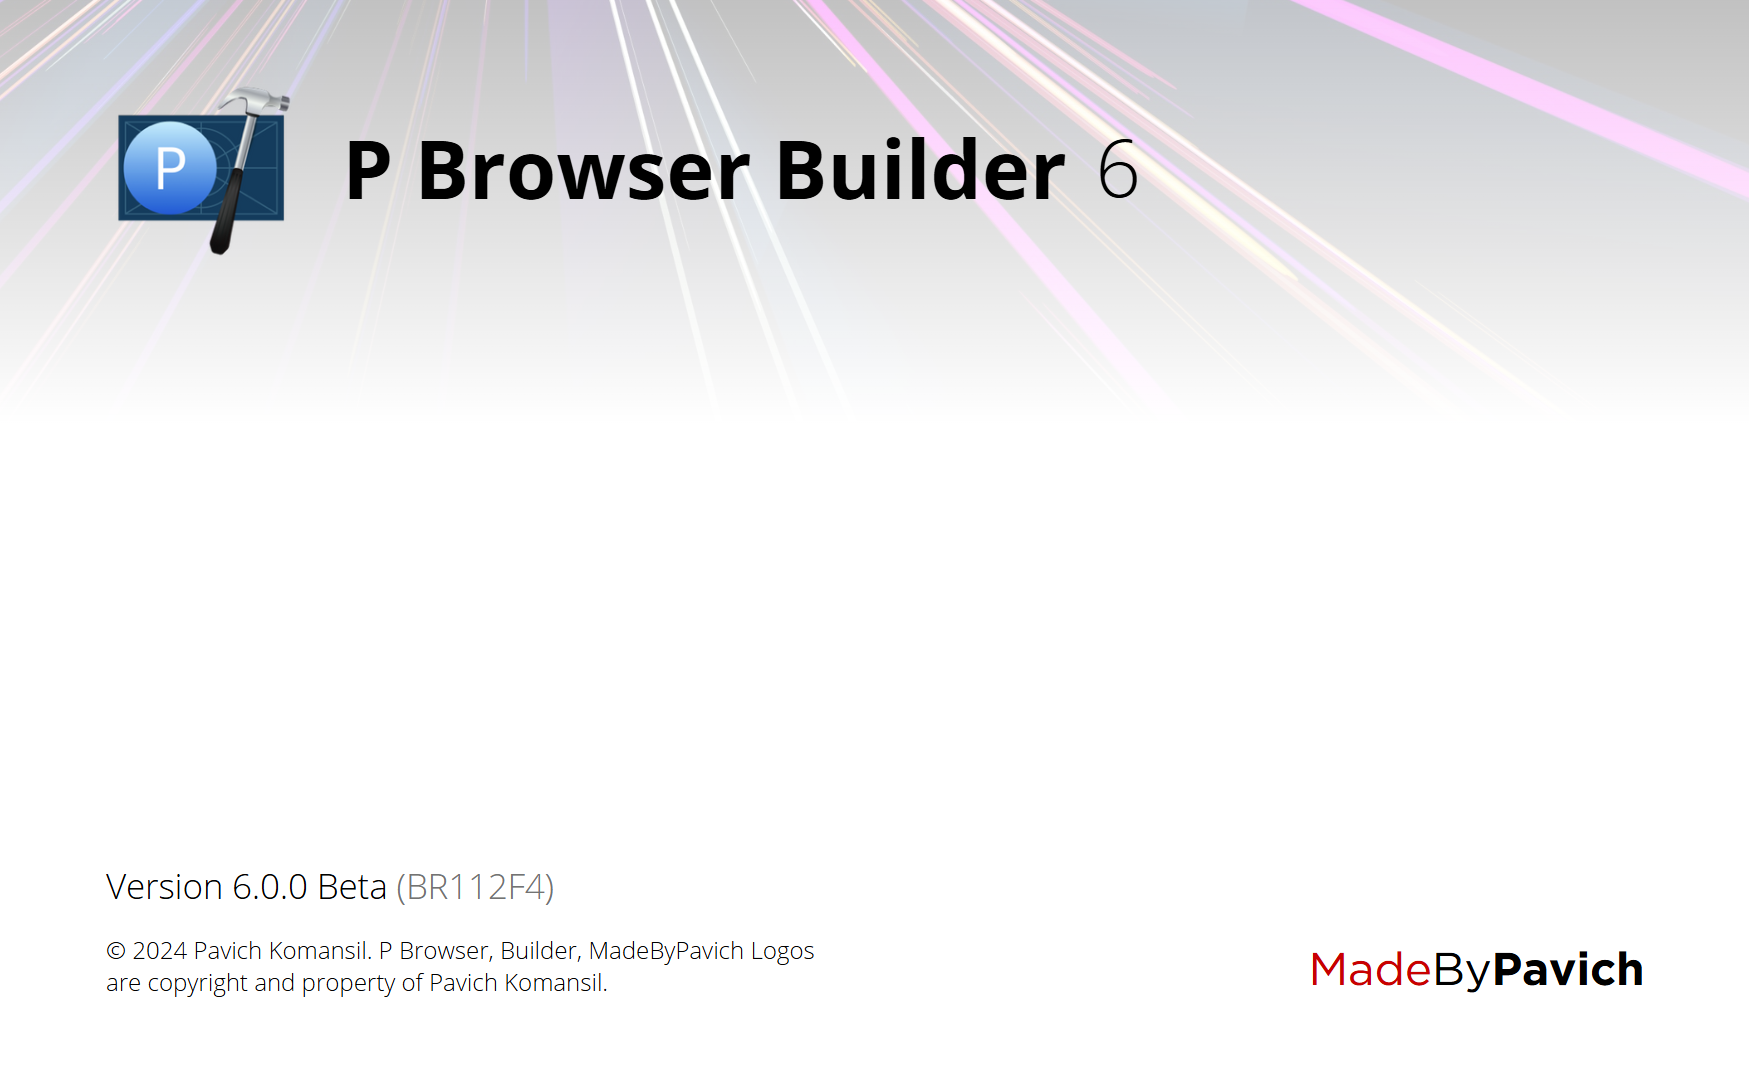 P
P Browser Builder 6
Version 6.0.0 Beta (BR112F4)
© 2024 Pavich Komansil. P Browser, Builder, MadeByPavich Logos
are copyright and property of Pavich Komansil.
MadeByPavich